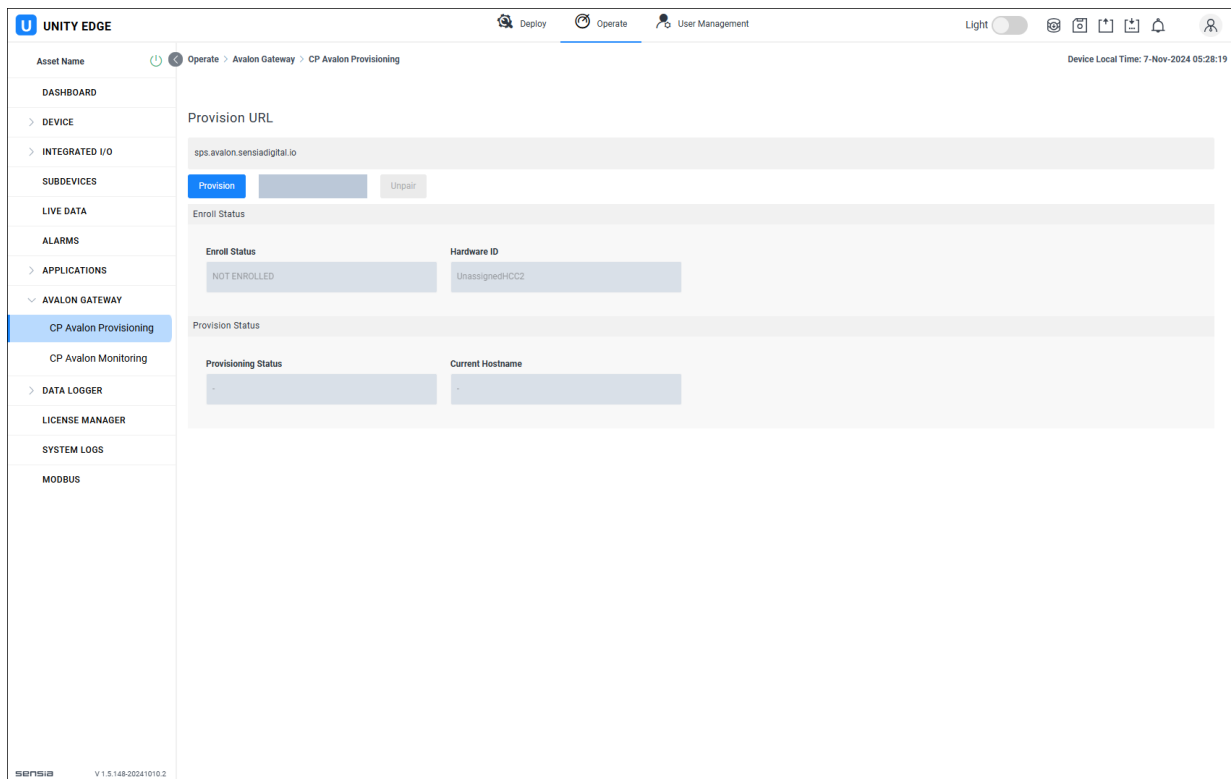 U UNITY EDGE
Deploy
Operate
User Management
Light
Asset Name
Operate > Avalon Gateway > CP Avalon Provisioning
Device Local Time: 7-Nov-2024 05:28:19
DASHBOARD
DEVICE
INTEGRATED I/O
SUBDEVICES
LIVE DATA
ALARMS
APPLICATIONS
AVALON GATEWAY
CP Avalon Provisioning
CP Avalon Monitoring
DATA LOGGER
LICENSE MANAGER
SYSTEM LOGS
MODBUS
Provision URL
sps.avalon.sensiadigital.io
Provision
Unpair
Enroll Status
Enroll Status
Hardware ID
NOT ENROLLED
UnassignedHCC2
Provision Status
Provisioning Status
Current Hostname
-
-
sensia
V 1.5.148-20241010.2